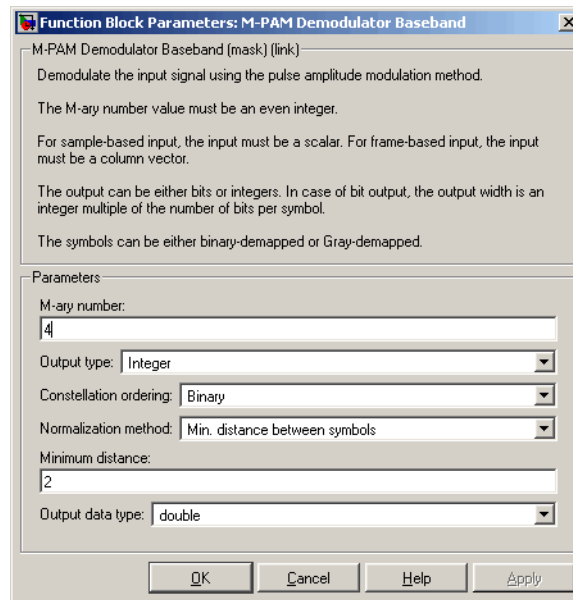 Function Block Parameters: M-PAM Demodulator Baseband
M-PAM Demodulator Baseband (mask) (link)
Demodulate the input signal using the pulse amplitude modulation method.
The M-ary number value must be an even integer.
For sample-based input, the input must be a scalar. For frame-based input, the input
must be a column vector.
The output can be either bits or integers. In case of bit output, the output width is an
integer multiple of the number of bits per symbol.
The symbols can be either binary-demapped or Gray-demapped.
Parameters
M-ary number:
4
Output type: Integer
Constellation ordering: Binary
Normalization method: Min. distance between symbols
Minimum distance:
2
Output data type: double
OK Cancel Help Apply